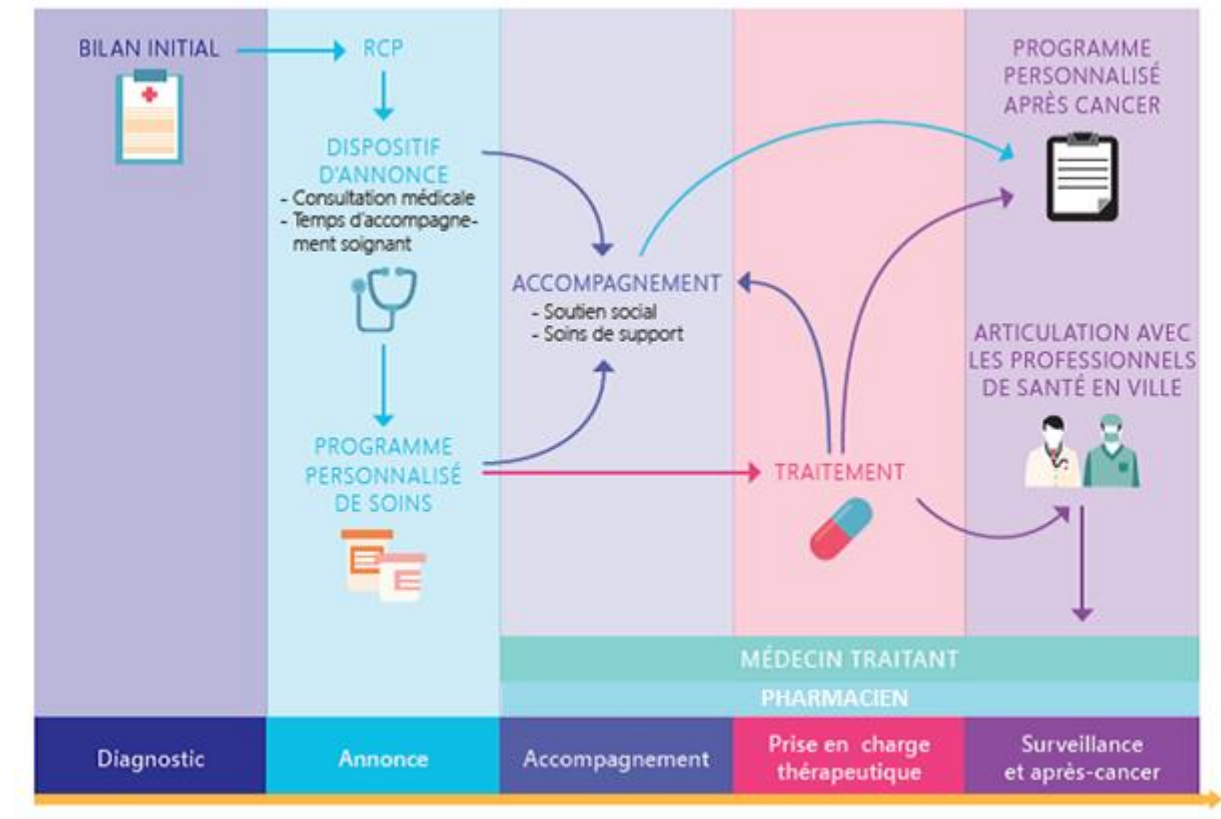 BILAN INITIAL
RCP
DISPOSITIF
D'ANNONCE
- Consultation médicale
- Temps d'accompagne-
ment soignant
PROGRAMME
PERSONNALISÉ
DE SOINS
ACCOMPAGNEMENT
- Soutien social
- Soins de support
TRAITEMENT
PROGRAMME
PERSONNALISÉ
APRÈS CANCER
ARTICULATION AVEC
LES PROFESSIONNELS
DE SANTÉ EN VILLE
MÉDECIN TRAITANT
PHARMACIEN
Diagnostic
Annonce
Accompagnement
Prise en charge
thérapeutique
Surveillance
et après-cancer